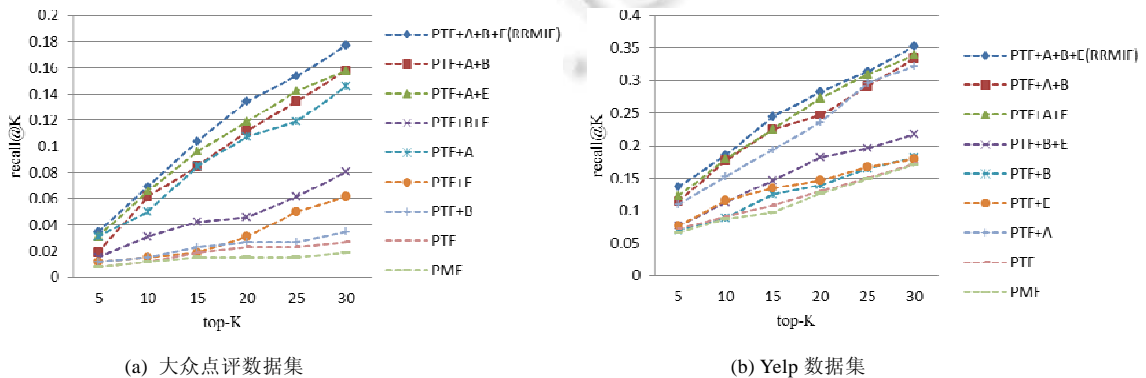 0.2
0.18
0.16
0.14
0.12
0.1
0.08
0.06
0.04
0.02
0
recall@K
5 10 15 20 25 30
top-K
PTF+A+B+E(RRMIF)
PTF+A+B
PTF+A+E
PTF+B+E
PTF+A
PTF+E
PTF+B
PTF
PMF
(a) 大众点评数据集
0.4
0.35
0.3
0.25
0.2
0.15
0.1
0.05
0
recall@K
5 10 15 20 25 30
top-K
PTF+A+B+E(RRMIF)
PTF+A+B
PTF+A+E
PTF+B+E
PTF+B
PTF+E
PTF+A
PTF
PMF
(b) Yelp 数据集